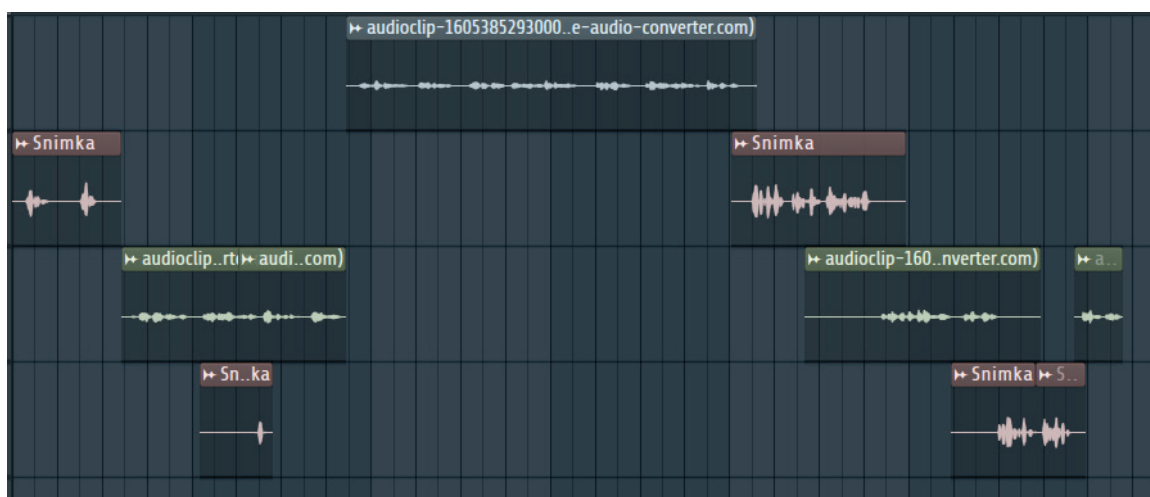 audioclip-1605385293000..e-audio-converter.com)
Snimka
Snimka
audioclip..rt
audi..com)
audioclip-160..nverter.com)
a..
Sn..ka
Snimka
S..